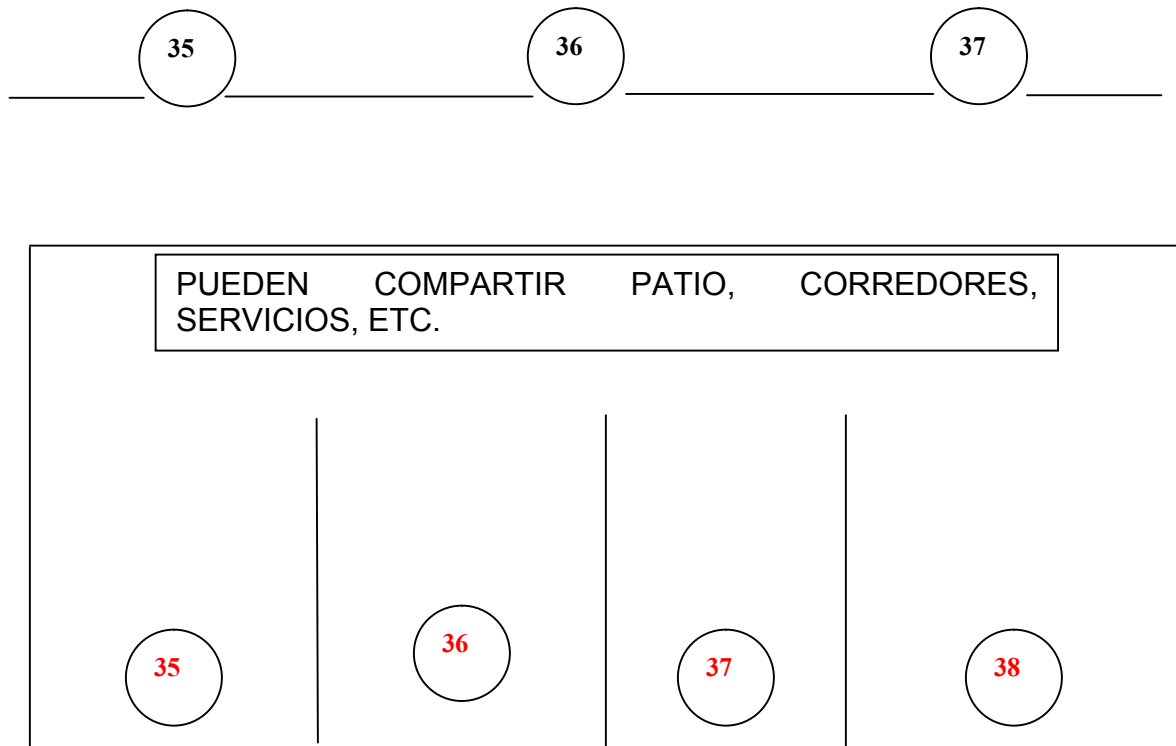 35 36 37
PUEDEN COMPARTIR PATIO, CORREDORES,
SERVICIOS, ETC.
35 36 37 38